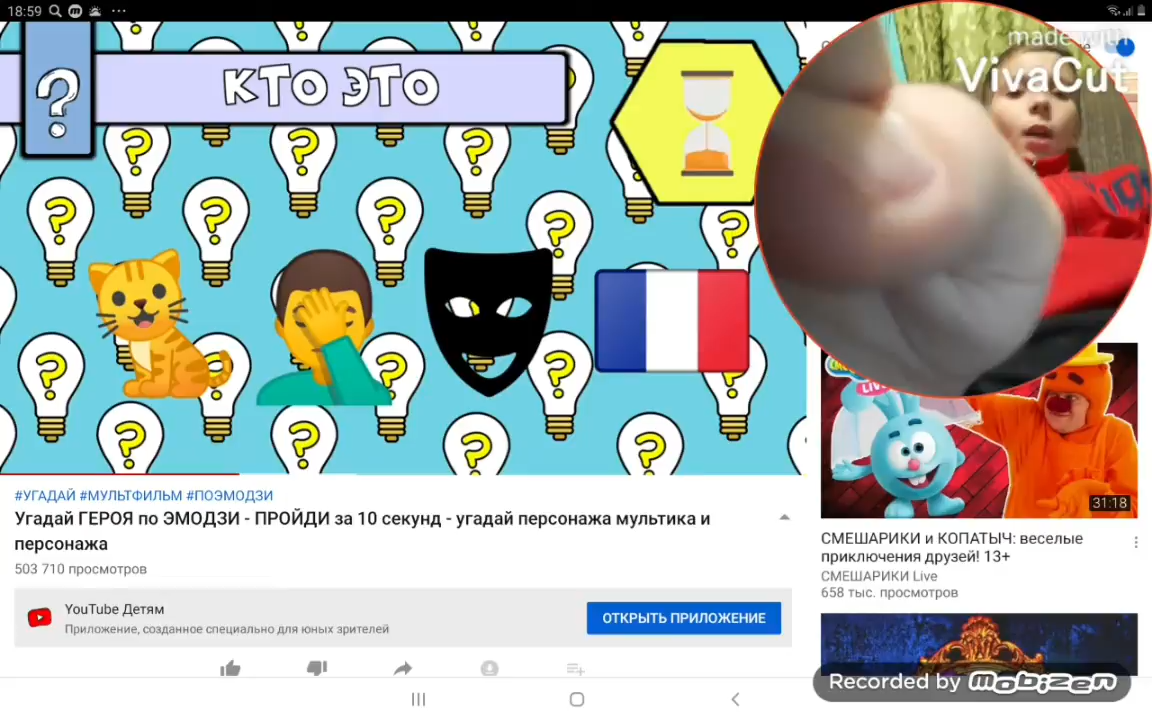 18:59
made with
VivaCut
КТО ЭТО
#УГАДАЙ #МУЛЬТФИЛЬМ #ПОЭМОДЗИ
Угадай ГЕРОЯ по ЭМОДЗИ - ПРОЙДИ за 10 секунд - угадай персонажа мультика и
персонажа
503 710 просмотров
YouTube Детям
Приложение, созданное специально для юных зрителей
ОТКРЫТЬ ПРИЛОЖЕНИЕ
LIVE
31:18
СМЕШАРИКИ и КОПАТЫЧ: веселые
приключения друзей! 13+
СМЕШАРИКИ Live
658 тыс. просмотров
Recorded by Mobizen